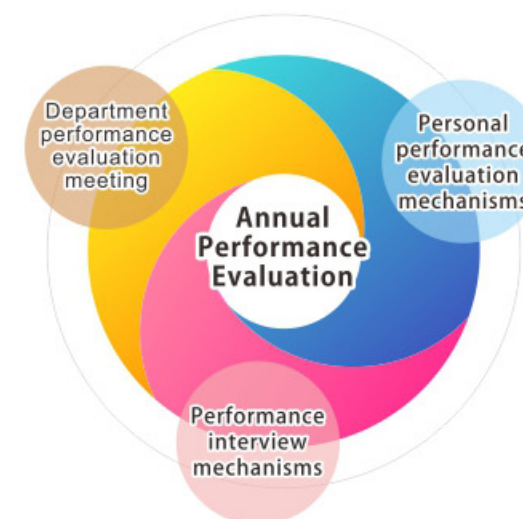 Department
performance
evaluation
meeting
Personal
performance
evaluation
mechanisms
Annual
Performance
Evaluation
Performance
interview
mechanisms